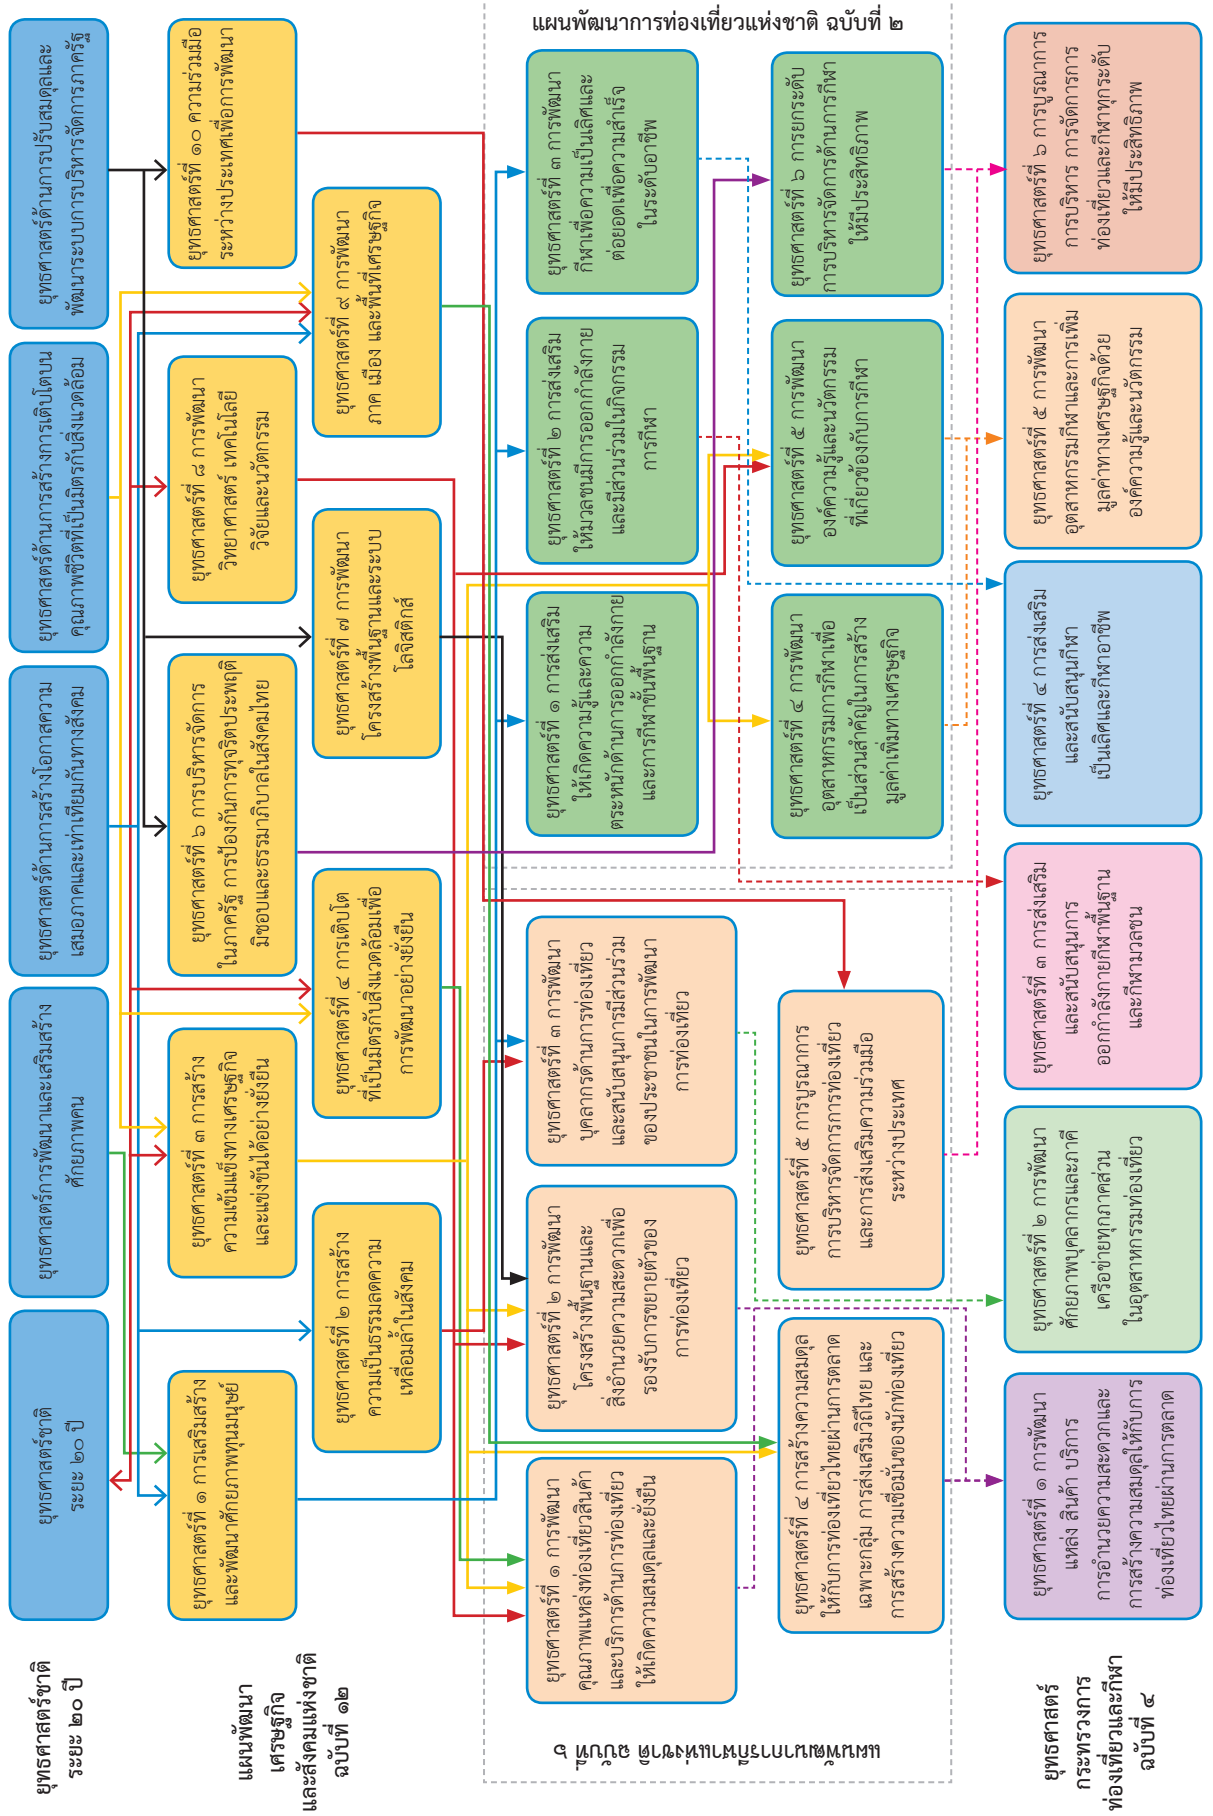 ยุทธศาสตร์ชาติ
ระยะ ๒๐ ปี
ยุทธศาสตร์ชาติ
ระยะ ๒๐ ปี
ยุทธศาสตร์การพัฒนาและเสริมสร้าง
ศักยภาพคน
ยุทธศาสตร์ด้านการสร้างโอกาสความ
เสมอภาคและเท่าเทียมกันทางสังคม
ยุทธศาสตร์ด้านการสร้างการเติบโตบน
คุณภาพชีวิตที่เป็นมิตรกับสิ่งแวดล้อม
ยุทธศาสตร์ด้านการปรับสมดุลและ
พัฒนาระบบการบริหารจัดการภาครัฐ
แผนพัฒนา
เศรษฐกิจ
และสังคมแห่งชาติ
ฉบับที่ ๑๒
ยุทธศาสตร์ที่ ๑ การเสริมสร้าง
และพัฒนาศักยภาพทุนมนุษย์
ยุทธศาสตร์ที่ ๓ การสร้าง
ความเข้มแข็งทางเศรษฐกิจ
และแข่งขันได้อย่างยั่งยืน
ยุทธศาสตร์ที่ ๖ การบริหารจัดการ
ในภาครัฐ การป้องกันการทุจริตประพฤติ
มิชอบและธรรมาภิบาลในสังคมไทย
ยุทธศาสตร์ที่ ๘ การพัฒนา
วิทยาศาสตร์ เทคโนโลยี
วิจัยและนวัตกรรม
ยุทธศาสตร์ที่ ๑๐ ความร่วมมือ
ระหว่างประเทศเพื่อการพัฒนา
ยุทธศาสตร์ที่ ๒ การสร้าง
ความเป็นธรรมลดความ
เหลื่อมล้ำในสังคม
ยุทธศาสตร์ที่ ๔ การเติบโต
ที่เป็นมิตรกับสิ่งแวดล้อมเพื่อ
การพัฒนาอย่างยั่งยืน
ยุทธศาสตร์ที่ ๗ การพัฒนา
โครงสร้างพื้นฐานและระบบ
โลจิสติกส์
ยุทธศาสตร์ที่ ๙ การพัฒนา
ภาค เมือง และพื้นที่เศรษฐกิจ
แผนพัฒนาการกีฬาแห่งชาติ ฉบับที่ ๖
แผนพัฒนาการท่องเที่ยวแห่งชาติ ฉบับที่ ๒
ยุทธศาสตร์ที่ ๑ การพัฒนา
คุณภาพแหล่งท่องเที่ยวสินค้า
และบริการด้านการท่องเที่ยว
ให้เกิดความสมดุลและยั่งยืน
ยุทธศาสตร์ที่ ๒ การพัฒนา
โครงสร้างพื้นฐานและ
สิ่งอำนวยความสะดวกเพื่อ
รองรับการขยายตัวของ
การท่องเที่ยว
ยุทธศาสตร์ที่ ๓ การพัฒนา
บุคลากรด้านการท่องเที่ยว
และสนับสนุนการมีส่วนร่วม
ของประชาชนในการพัฒนา
การท่องเที่ยว
ยุทธศาสตร์ที่ ๑ การส่งเสริม
ให้เกิดความรู้และความ
ตระหนักด้านการออกกำลังกาย
และการกีฬาขั้นพื้นฐาน
ยุทธศาสตร์ที่ ๒ การส่งเสริม
ให้มวลชนมีการออกกำลังกาย
และมีส่วนร่วมในกิจกรรม
การกีฬา
ยุทธศาสตร์ที่ ๓ การพัฒนา
กีฬาเพื่อความเป็นเลิศและ
ต่อยอดเพื่อความสำเร็จ
ในระดับอาชีพ
ยุทธศาสตร์ที่ ๔ การสร้างความสมดุล
ให้กับการท่องเที่ยวไทยผ่านการตลาด
เฉพาะกลุ่ม การส่งเสริมวิถีไทย และ
การสร้างความเชื่อมั่นของนักท่องเที่ยว
ยุทธศาสตร์ที่ ๕ การบูรณาการ
การบริหารจัดการการท่องเที่ยว
และการส่งเสริมความร่วมมือ
ระหว่างประเทศ
ยุทธศาสตร์ที่ ๔ การพัฒนา
อุตสาหกรรมการกีฬาเพื่อ
เป็นส่วนสำคัญในการสร้าง
มูลค่าเพิ่มทางเศรษฐกิจ
ยุทธศาสตร์ที่ ๕ การพัฒนา
องค์ความรู้และนวัตกรรม
ที่เกี่ยวข้องกับการกีฬา
ยุทธศาสตร์ที่ ๖ การยกระดับ
การบริหารจัดการด้านการกีฬา
ให้มีประสิทธิภาพ
ยุทธศาสตร์
กระทรวงการ
ท่องเที่ยวและกีฬา
ฉบับที่ ๔
ยุทธศาสตร์ที่ ๑ การพัฒนา
แหล่ง สินค้า บริการ
การอำนวยความสะดวกและ
การสร้างความสมดุลให้กับการ
ท่องเที่ยวไทยผ่านการตลาด
ยุทธศาสตร์ที่ ๒ การพัฒนา
ศักยภาพบุคลากรและภาคี
เครือข่ายทุกภาคส่วน
ในอุตสาหกรรมท่องเที่ยว
ยุทธศาสตร์ที่ ๓ การส่งเสริม
และสนับสนุนการ
ออกกำลังกายกีฬาพื้นฐาน
และกีฬามวลชน
ยุทธศาสตร์ที่ ๔ การส่งเสริม
และสนับสนุนกีฬา
เป็นเลิศและกีฬาอาชีพ
ยุทธศาสตร์ที่ ๕ การพัฒนา
อุตสาหกรรมกีฬาและการเพิ่ม
มูลค่าทางเศรษฐกิจด้วย
องค์ความรู้และนวัตกรรม
ยุทธศาสตร์ที่ ๖ การบูรณาการ
การบริหาร การจัดการการ
ท่องเที่ยวและกีฬาทุกระดับ
ให้มีประสิทธิภาพ